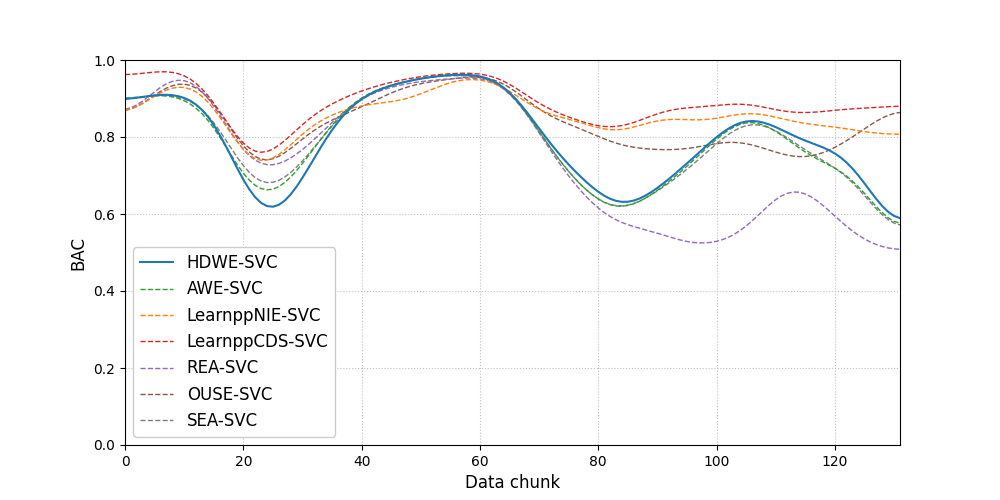 1.0
0.8
0.6
0.4
0.2
0.0
BAC
HDWE-SVC
AWE-SVC
LearnppNIE-SVC
LearnppCDS-SVC
REA-SVC
OUSE-SVC
SEA-SVC
0 20 40 60 80 100 120
Data chunk